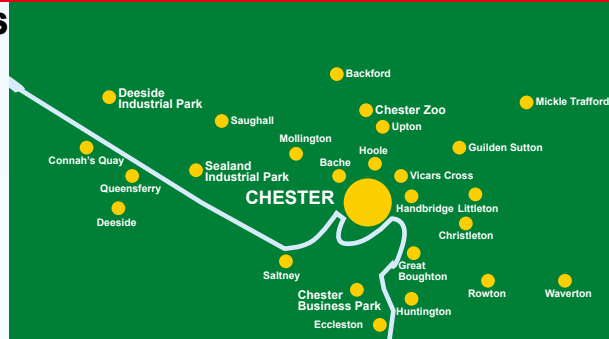 s
Backford
Deeside
Industrial Park
Mickle Trafford
Chester Zoo
Saughall
Upton
Mollington
Hoole
Guilden Sutton
Connah's Quay
Bache
Sealand
Industrial Park
Vicars Cross
Queensferry
CHESTER
Handbridge
Littleton
Deeside
Christleton
Great
Boughton
Saltney
Chester
Business Park
Rowton
Waverton
Huntington
Eccleston